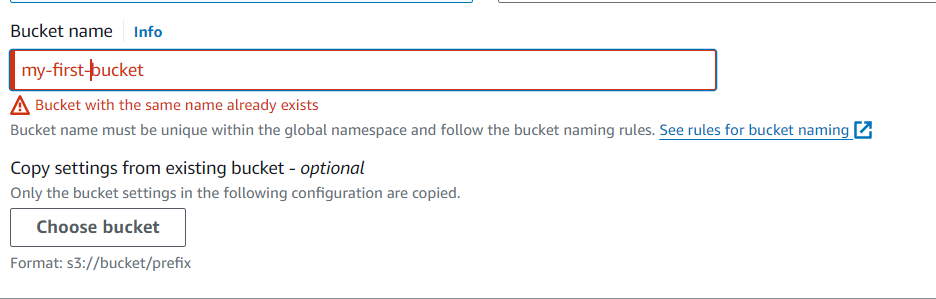 Bucket name Info
my-first-bucket
Bucket with the same name already exists
Bucket name must be unique within the global namespace and follow the bucket naming rules. See rules for bucket naming
Copy settings from existing bucket - optional
Only the bucket settings in the following configuration are copied.
Choose bucket
Format: s3://bucket/prefix